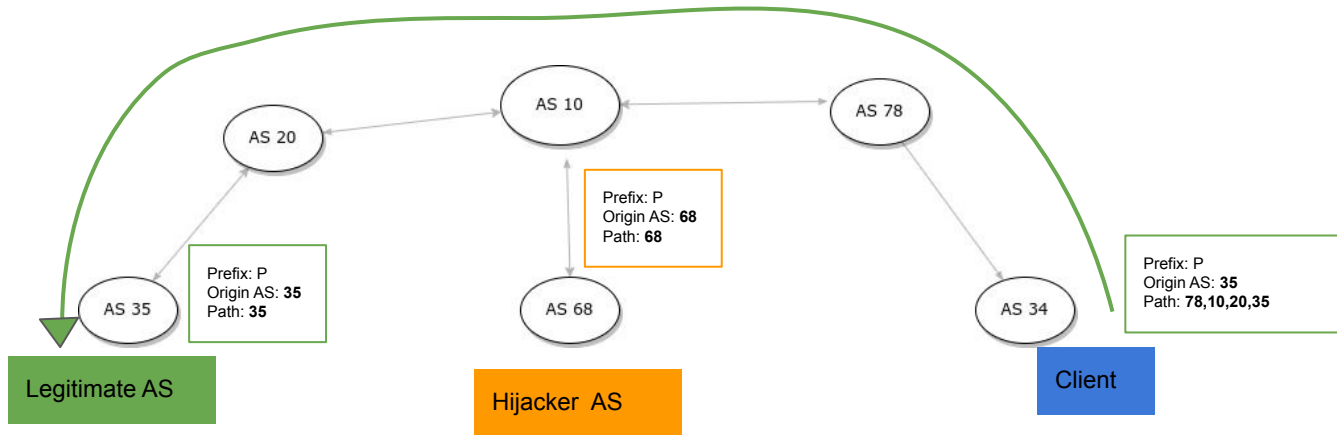 AS 10
AS 78
AS 20
Prefix: P
Origin AS: 68
Path: 68
Prefix: P
Origin AS: 35
Path: 35
Prefix: P
Origin AS: 35
Path: 78,10,20,35
AS 35
AS 68
AS 34
Legitimate AS
Hijacker AS
Client